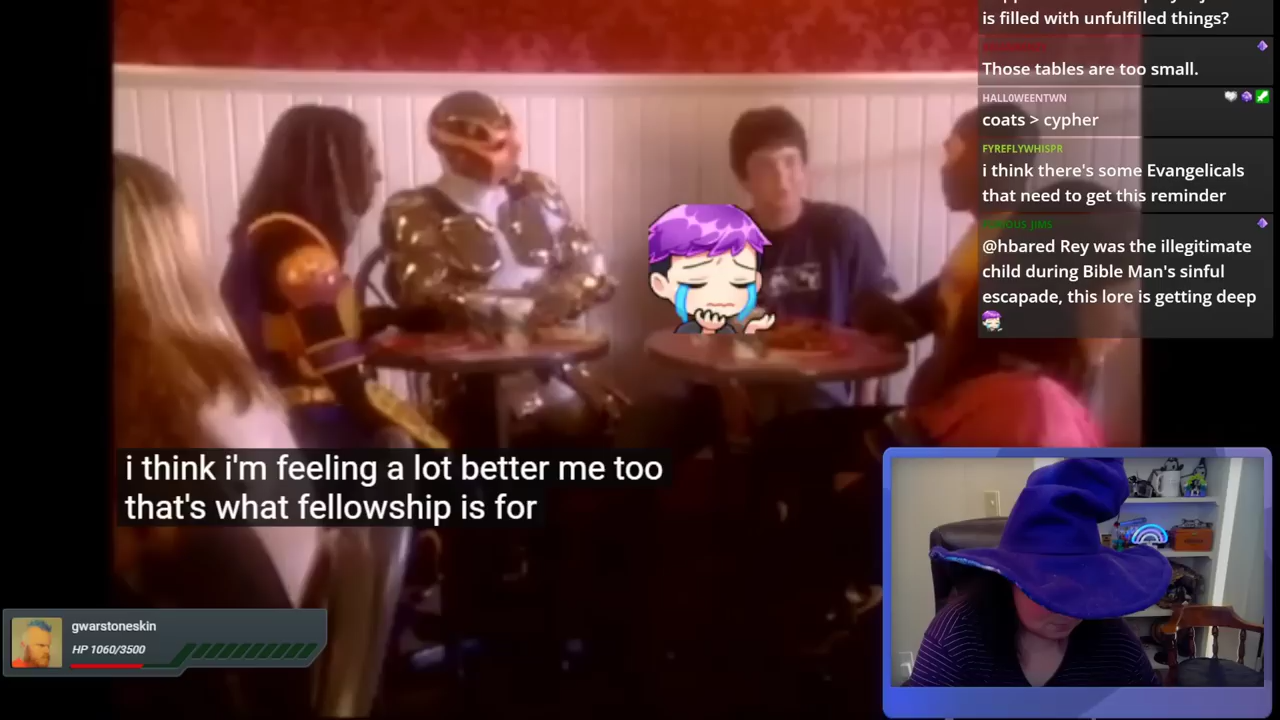 is filled with unfulfilled things?
Those tables are too small.
HALL0WEENTWN
coats > cypher
FYREFLYWHISPR
i think there's some Evangelicals
that need to get this reminder
JIMS
@hbared Rey was the illegitimate
child during Bible Man's sinful
escapade, this lore is getting deep
i think i'm feeling a lot better me too
that's what fellowship is for
gwarstoneskin
HP 1060/3500